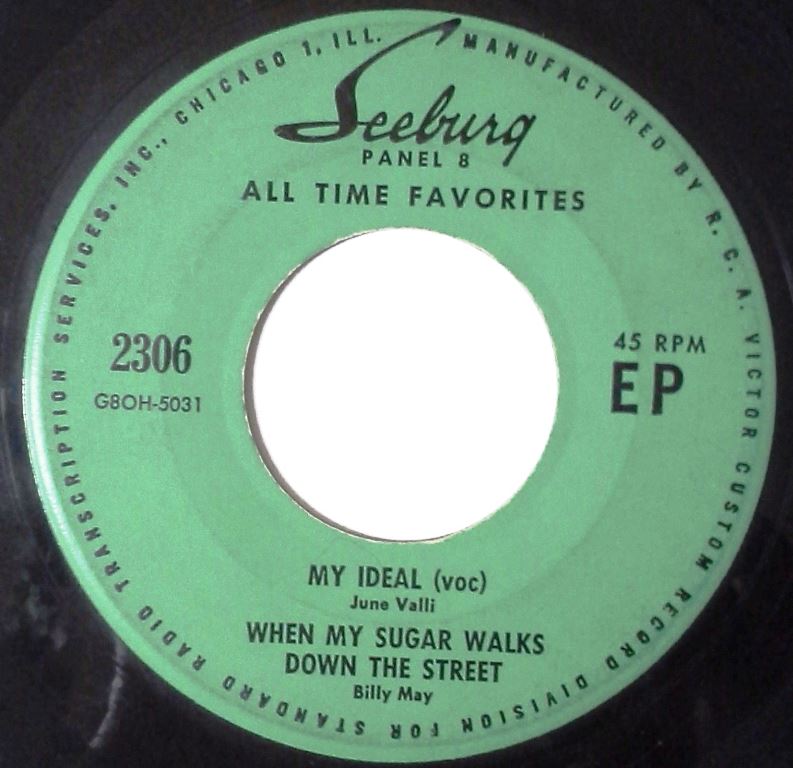 Seeburg
PANEL 8
ALL TIME FAVORITES
2306
G8OH-5031
45 RPM
EP
MY IDEAL (voc)
June Valli
WHEN MY SUGAR WALKS
DOWN THE STREET
Billy May
MANUFACTURED BY R. C. A. VICTOR CUSTOM RECORD DIVISION FOR STANDARD RADIO TRANSCRIPTION SERVICES, INC., CHICAGO 1, ILL.